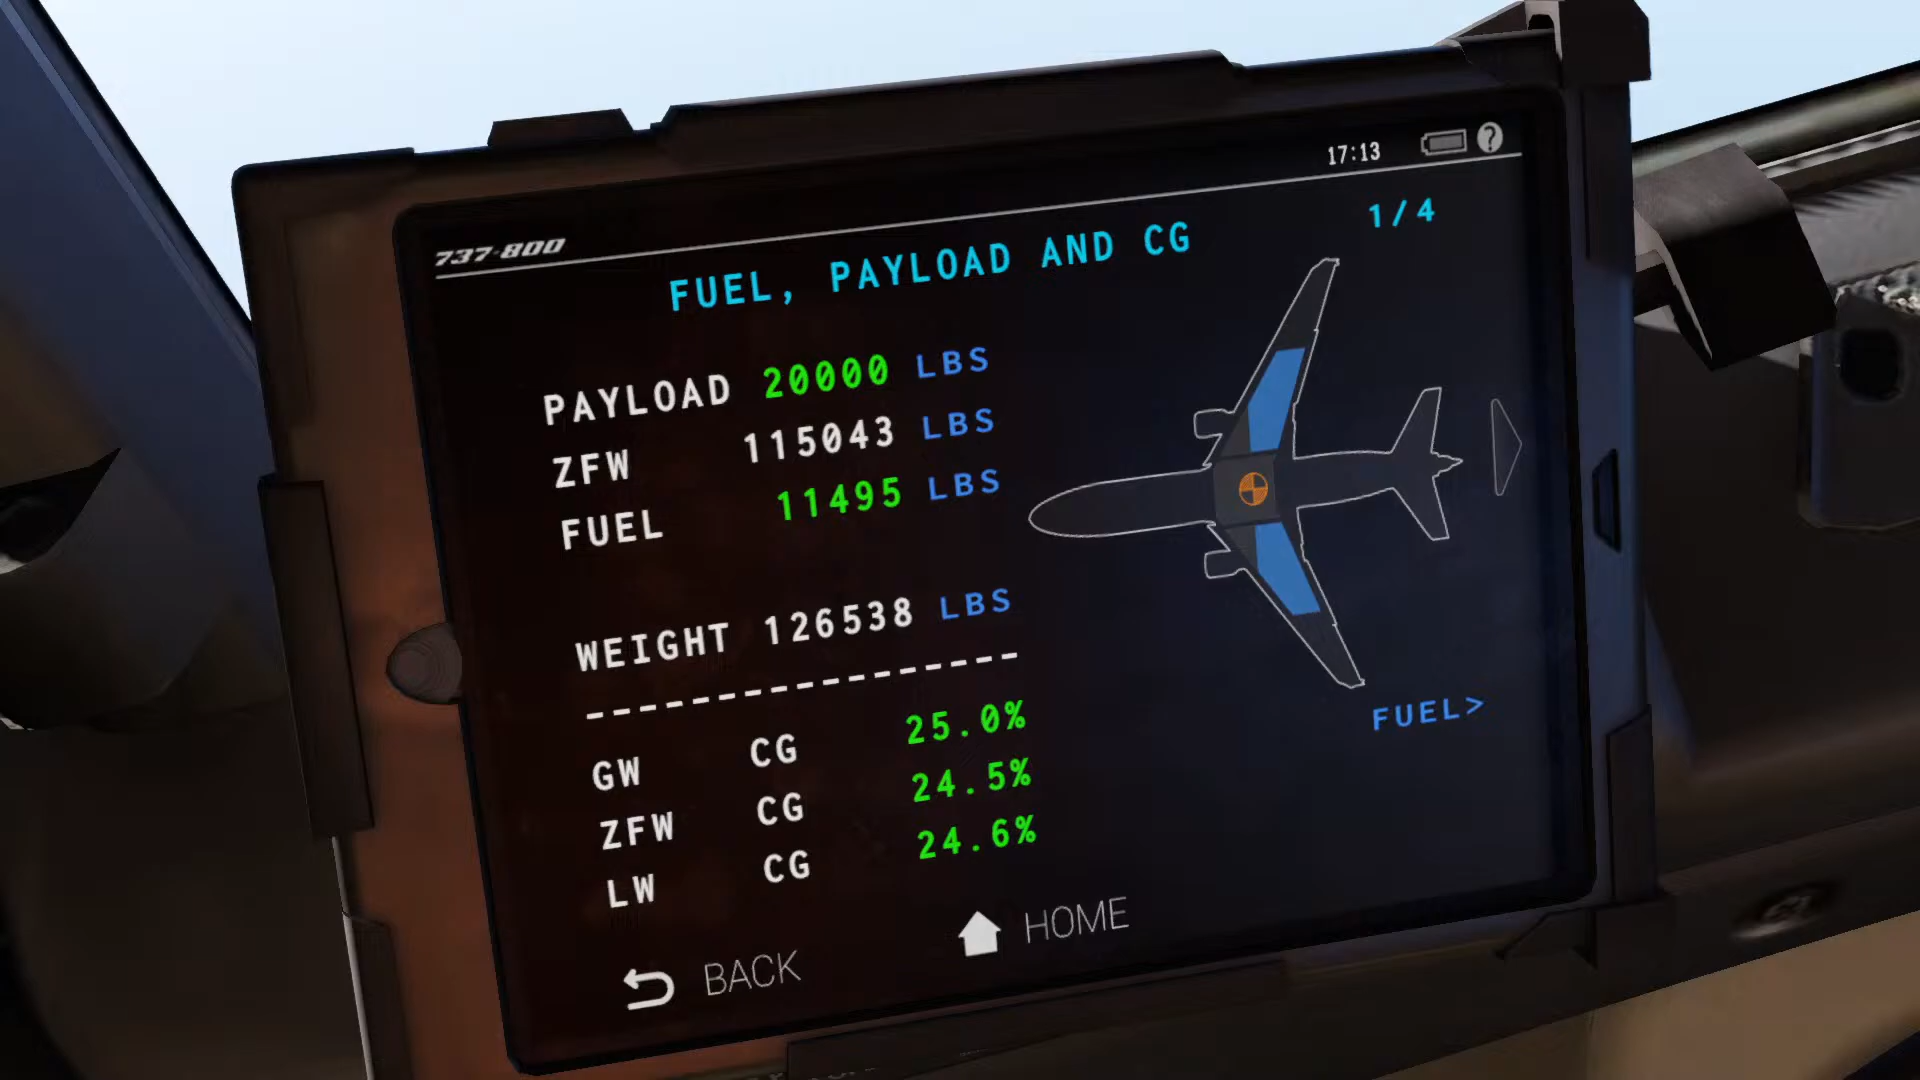 17:13 ?
737-800
FUEL, PAYLOAD AND CG 1/4
PAYLOAD 20000 LBS
ZFW 115043 LBS
FUEL 11495 LBS
WEIGHT 126538 LBS
----------------
GW CG 25.0%
ZFW CG 24.5%
LW CG 24.6%
FUEL>
BACK HOME